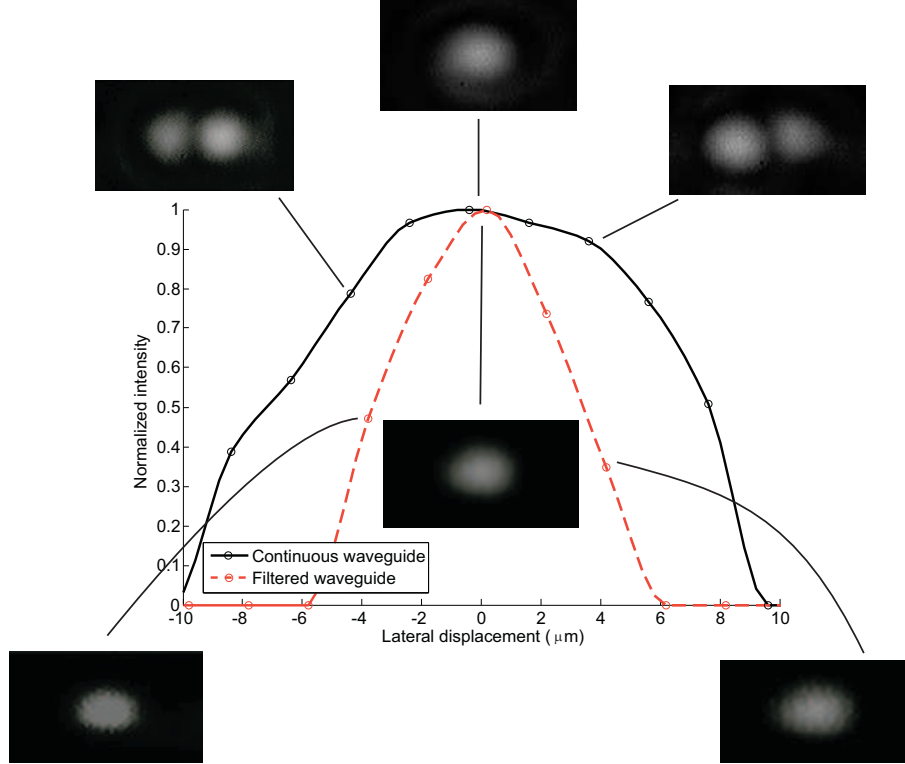 1
0.9
0.8
0.7
0.6
0.5
0.4
0.3
0.2
0.1
0
Normalized intensity
Continuous waveguide
Filtered waveguide
-10 -8 -6 -4 -2 0 2 4 6 8 10
Lateral displacement (μm)